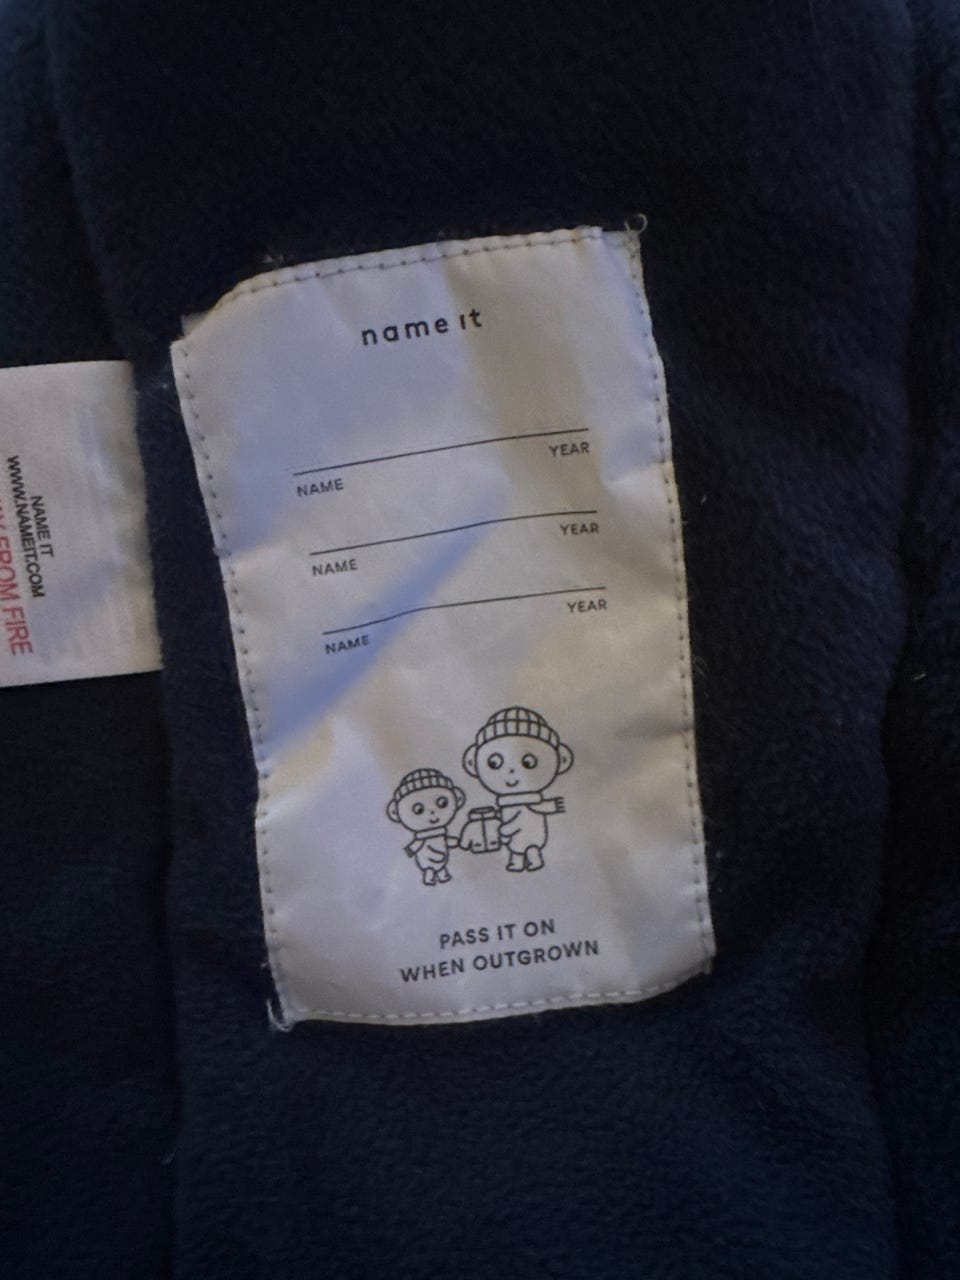 name it
YEAR
NAME
YEAR
NAME
YEAR
NAME
PASS IT ON
WHEN OUTGROWN
NAME IT
WWW.NAMEIT.COM
FROM FIRE